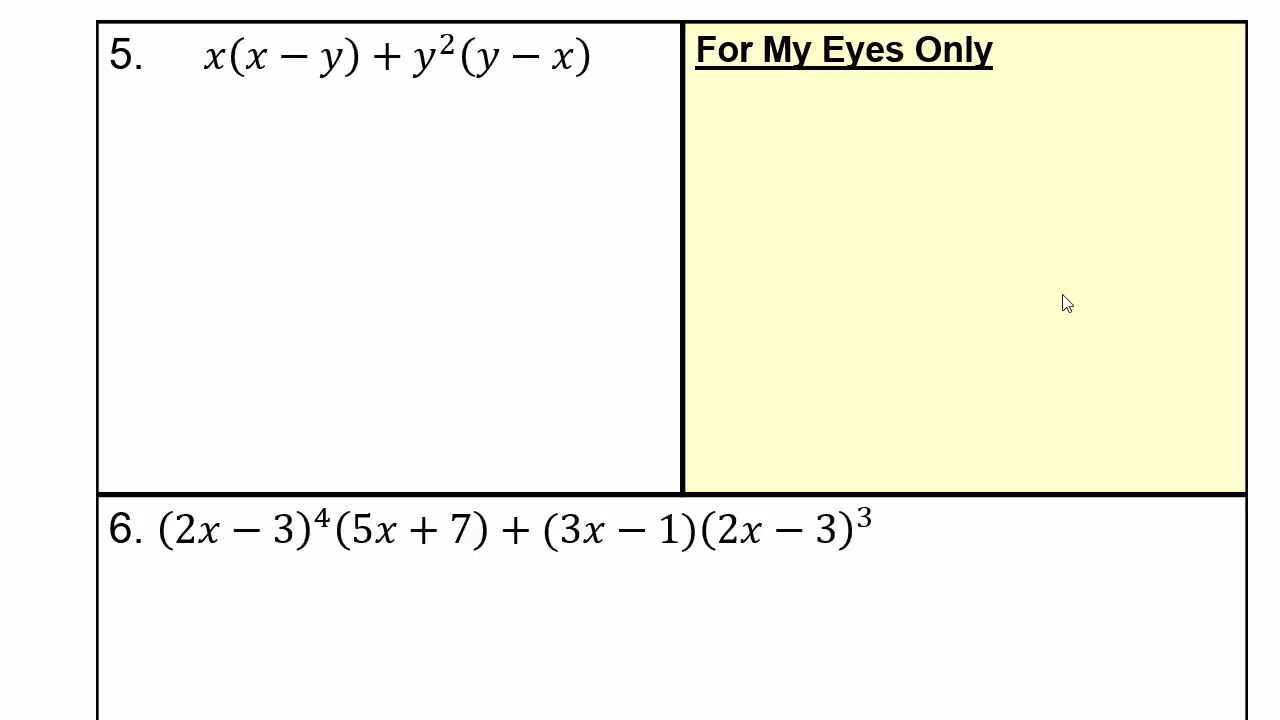 5. x(x − y) + y²(y − x)
For My Eyes Only
6. (2x − 3)⁴(5x + 7) + (3x − 1)(2x − 3)³